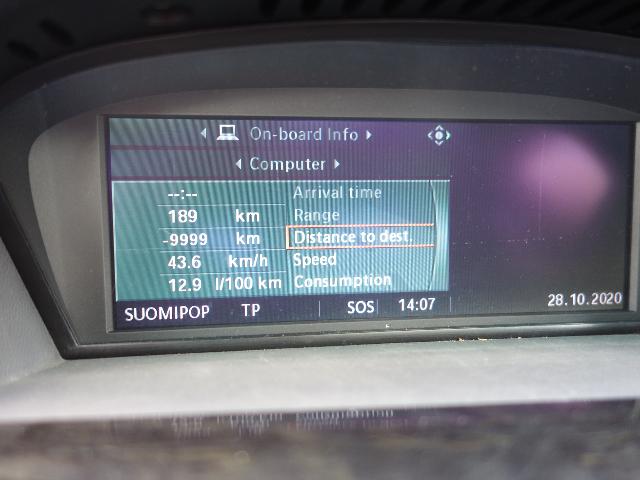 On-board Info
Computer
--:-- Arrival time
189 km Range
-9999 km Distance to dest.
43.6 km/h Speed
12.9 l/100 km Consumption
SUOMIPOP TP SOS 14:07 28.10.2020